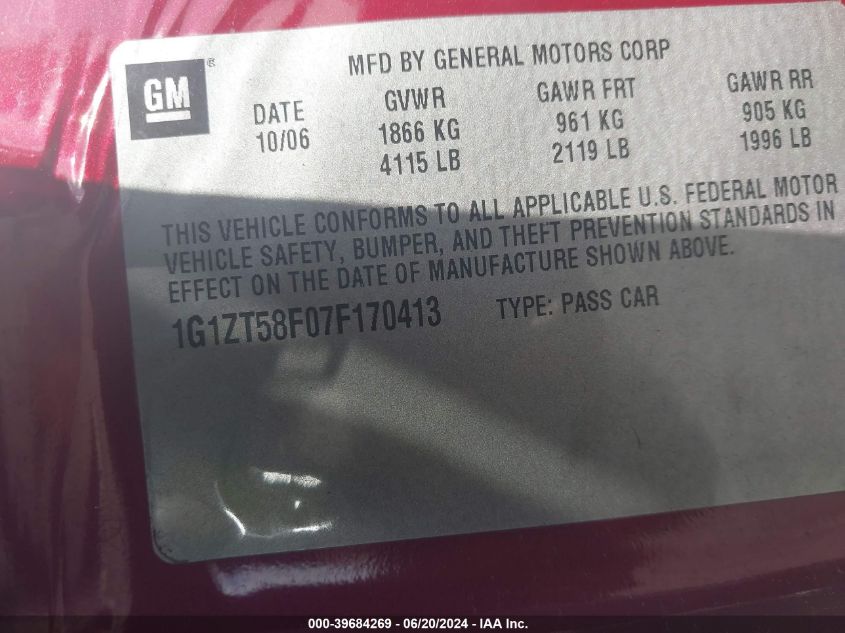 GM ®
MFD BY GENERAL MOTORS CORP
DATE GVWR GAWR FRT GAWR RR
10/06 1866 KG 961 KG 905 KG
4115 LB 2119 LB 1996 LB
THIS VEHICLE CONFORMS TO ALL APPLICABLE U.S. FEDERAL MOTOR
VEHICLE SAFETY, BUMPER, AND THEFT PREVENTION STANDARDS IN
EFFECT ON THE DATE OF MANUFACTURE SHOWN ABOVE.
1G1ZT58F07F170413 TYPE: PASS CAR
000-39684269 - 06/20/2024 - IAA Inc.